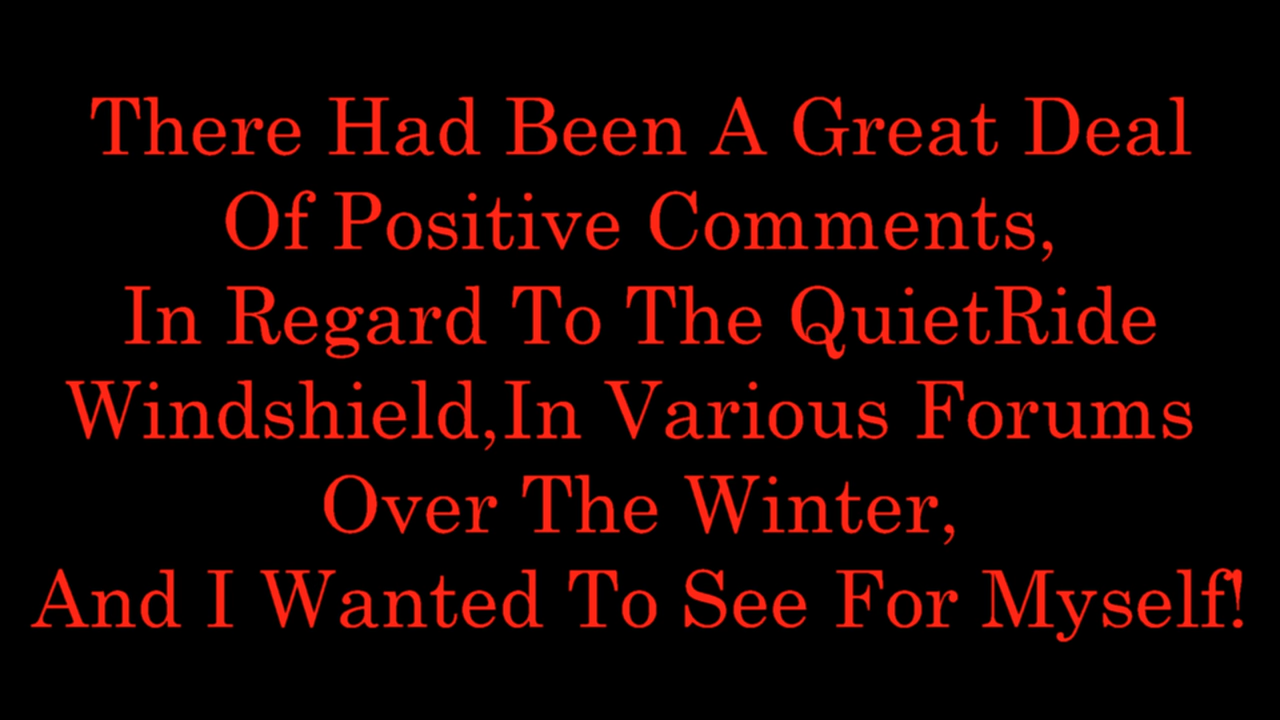 There Had Been A Great Deal
Of Positive Comments,
In Regard To The QuietRide
Windshield,In Various Forums
Over The Winter,
And I Wanted To See For Myself!